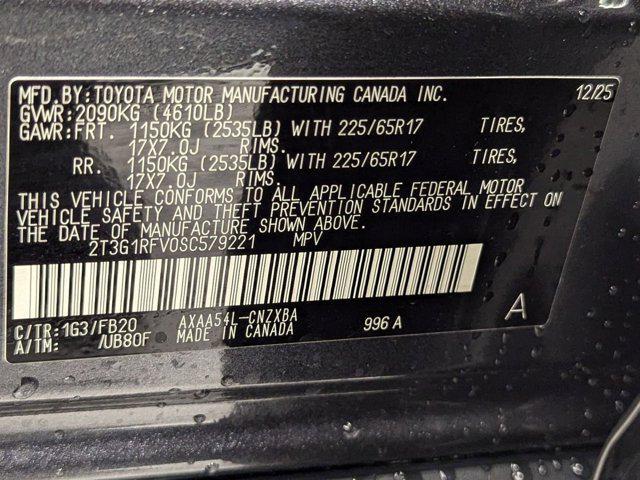 MFD.BY:TOYOTA MOTOR MANUFACTURING CANADA INC. 12/25
GVWR:2090KG (4610LB)
GAWR:FRT. 1150KG (2535LB) WITH 225/65R17 TIRES,
17X7.0J RIMS.
RR. 1150KG (2535LB) WITH 225/65R17 TIRES,
17X7.0J RIMS.
THIS VEHICLE CONFORMS TO ALL APPLICABLE FEDERAL MOTOR
VEHICLE SAFETY AND THEFT PREVENTION STANDARDS IN EFFECT ON
THE DATE OF MANUFACTURE SHOWN ABOVE.
2T3G1RFV0SC579221 MPV
C/TR:1G3/FB20 AXAA54L-CNZXBA 996 A A
A/TM: /UB80F MADE IN CANADA